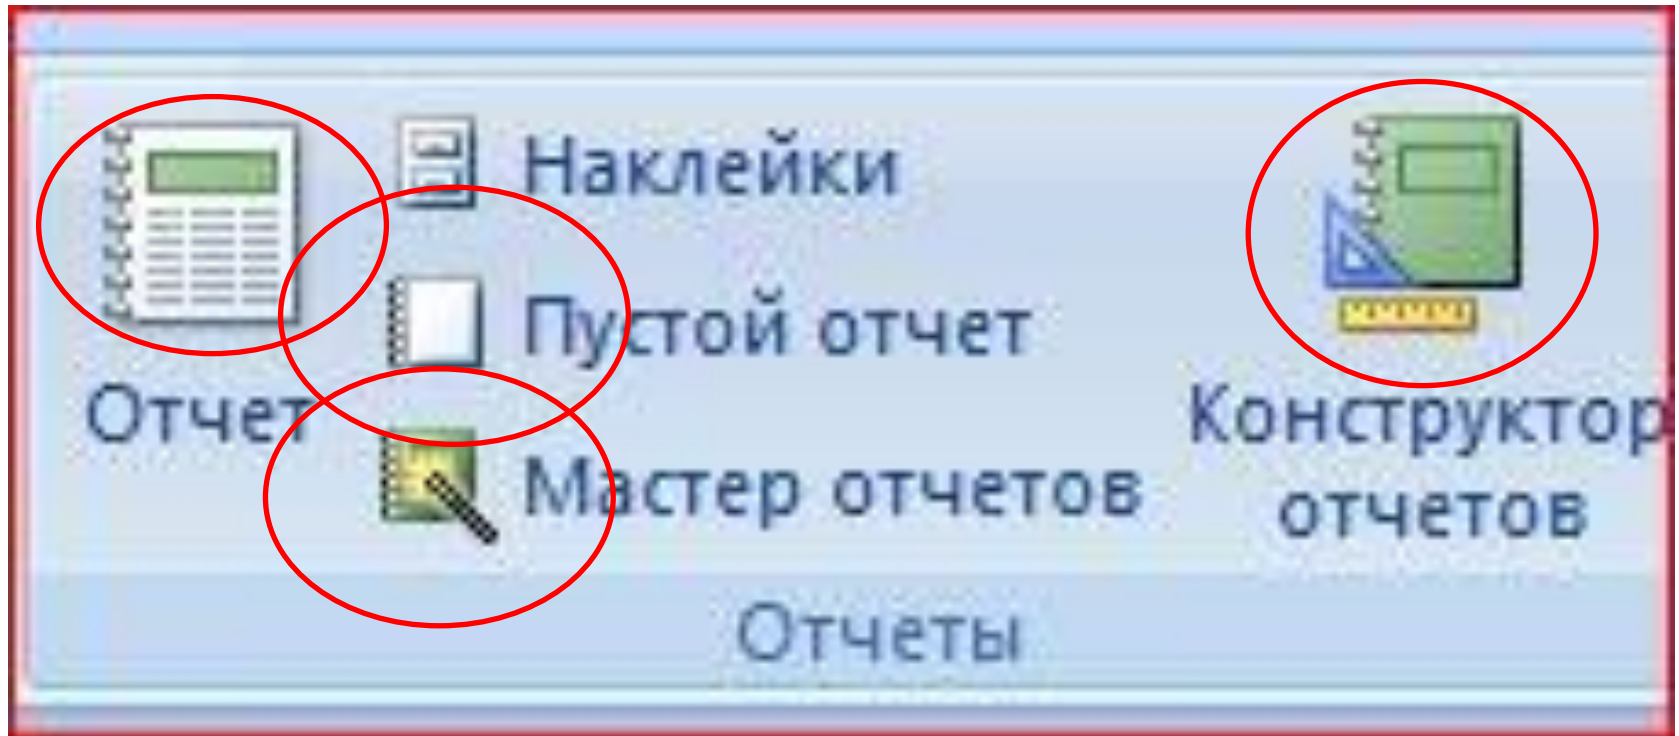 Наклейки
Пустой отчет
Отчет
Мастер отчетов
Конструктор
отчетов
Отчеты